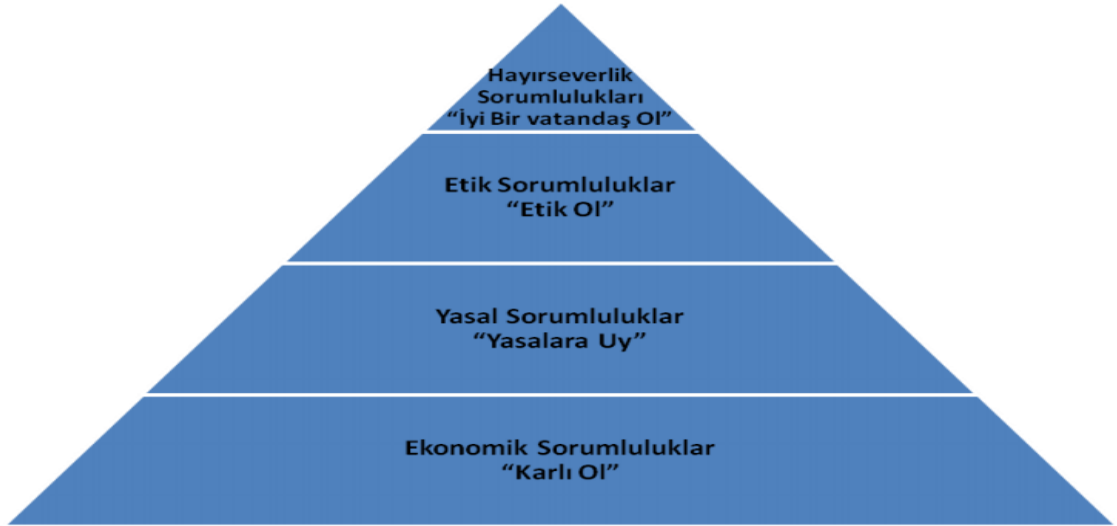 Hayırseverlik
Sorumlulukları
“İyi Bir vatandaş Ol”
Etik Sorumluluklar
“Etik Ol”
Yasal Sorumluluklar
“Yasalara Uy”
Ekonomik Sorumluluklar
“Karlı Ol”